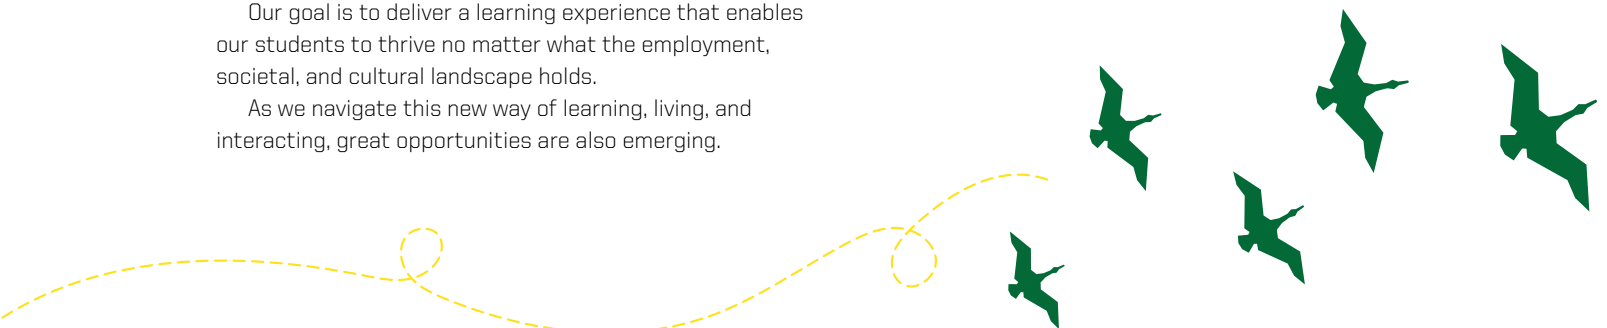 Our goal is to deliver a learning experience that enables
our students to thrive no matter what the employment,
societal, and cultural landscape holds.
As we navigate this new way of learning, living, and
interacting, great opportunities are also emerging.